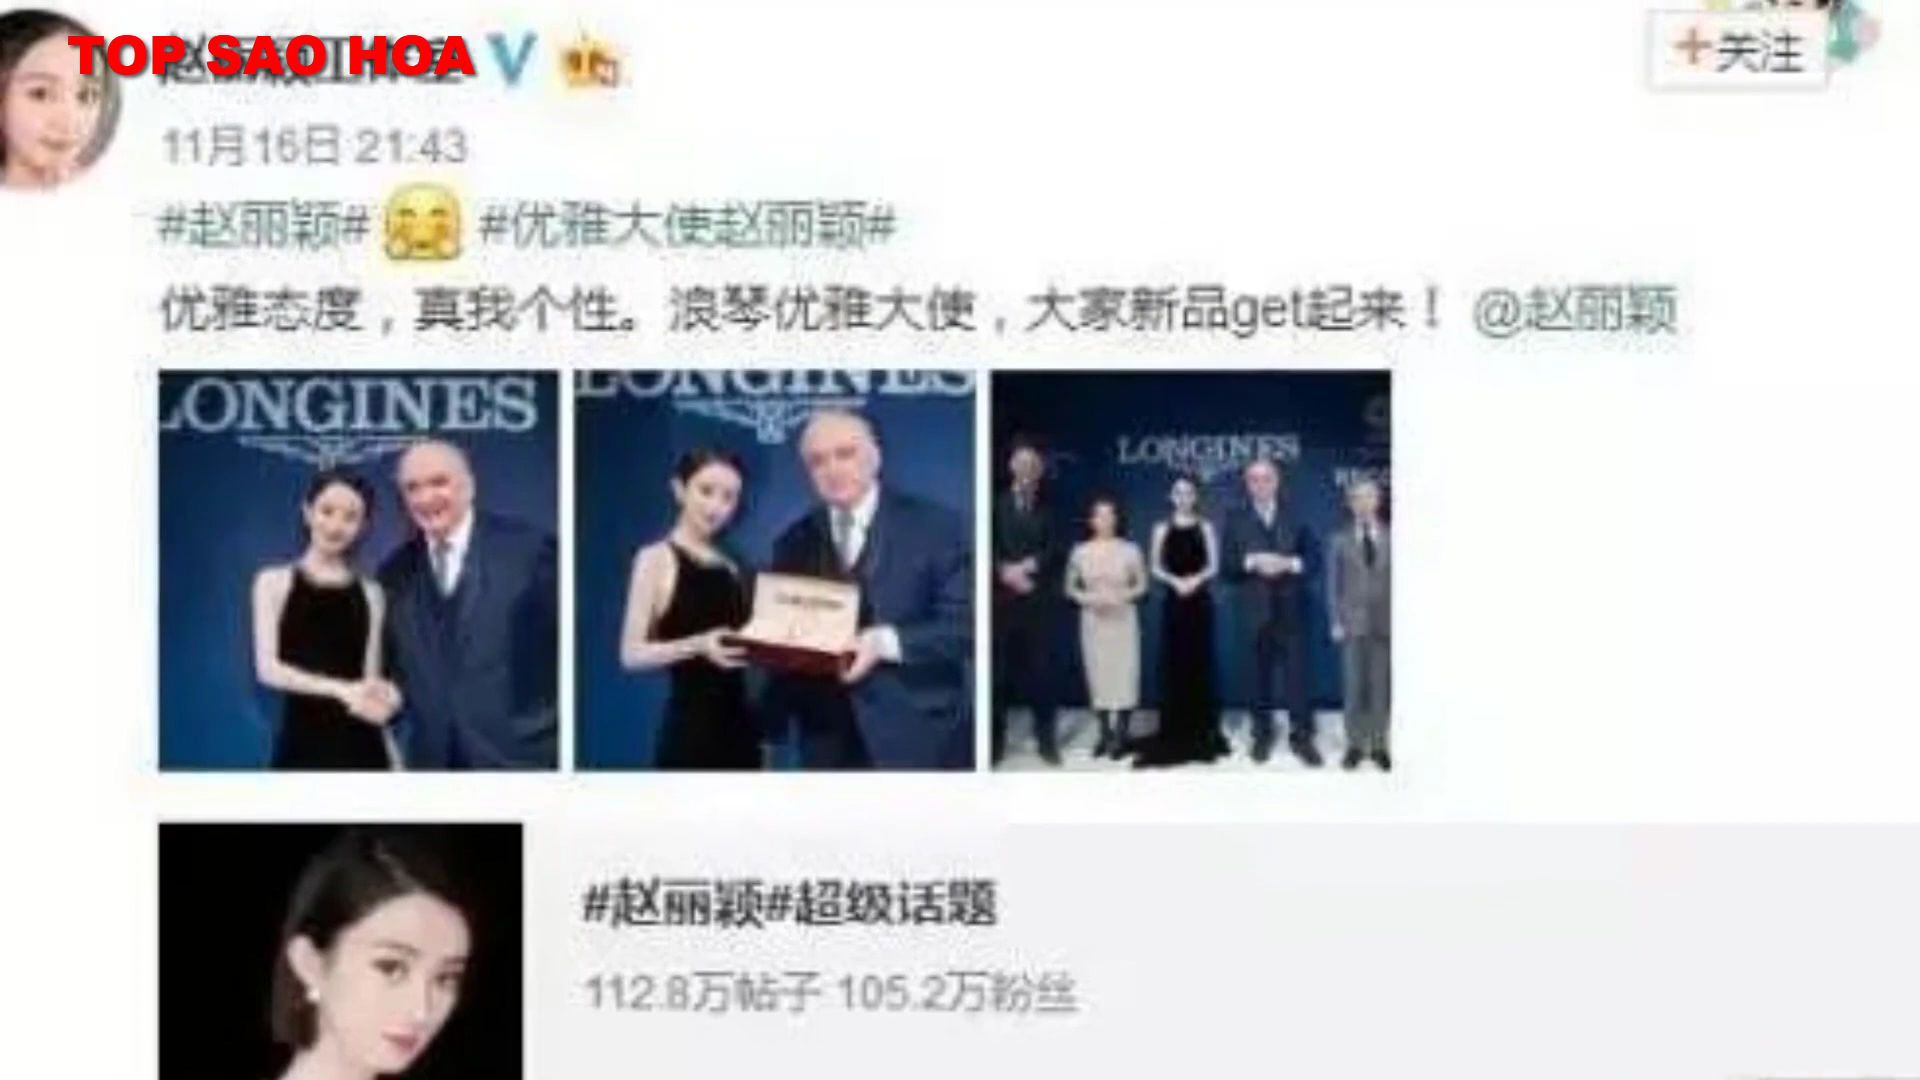 TOP SAO HOA
+关注
11月16日 21:43
#赵丽颖# #优雅大使赵丽颖#
优雅态度，真我个性。浪琴优雅大使，大家新品get起来！ @赵丽颖
LONGINES
LONGINES
LONGINES
#赵丽颖#超级话题
112.8万帖子 105.2万粉丝